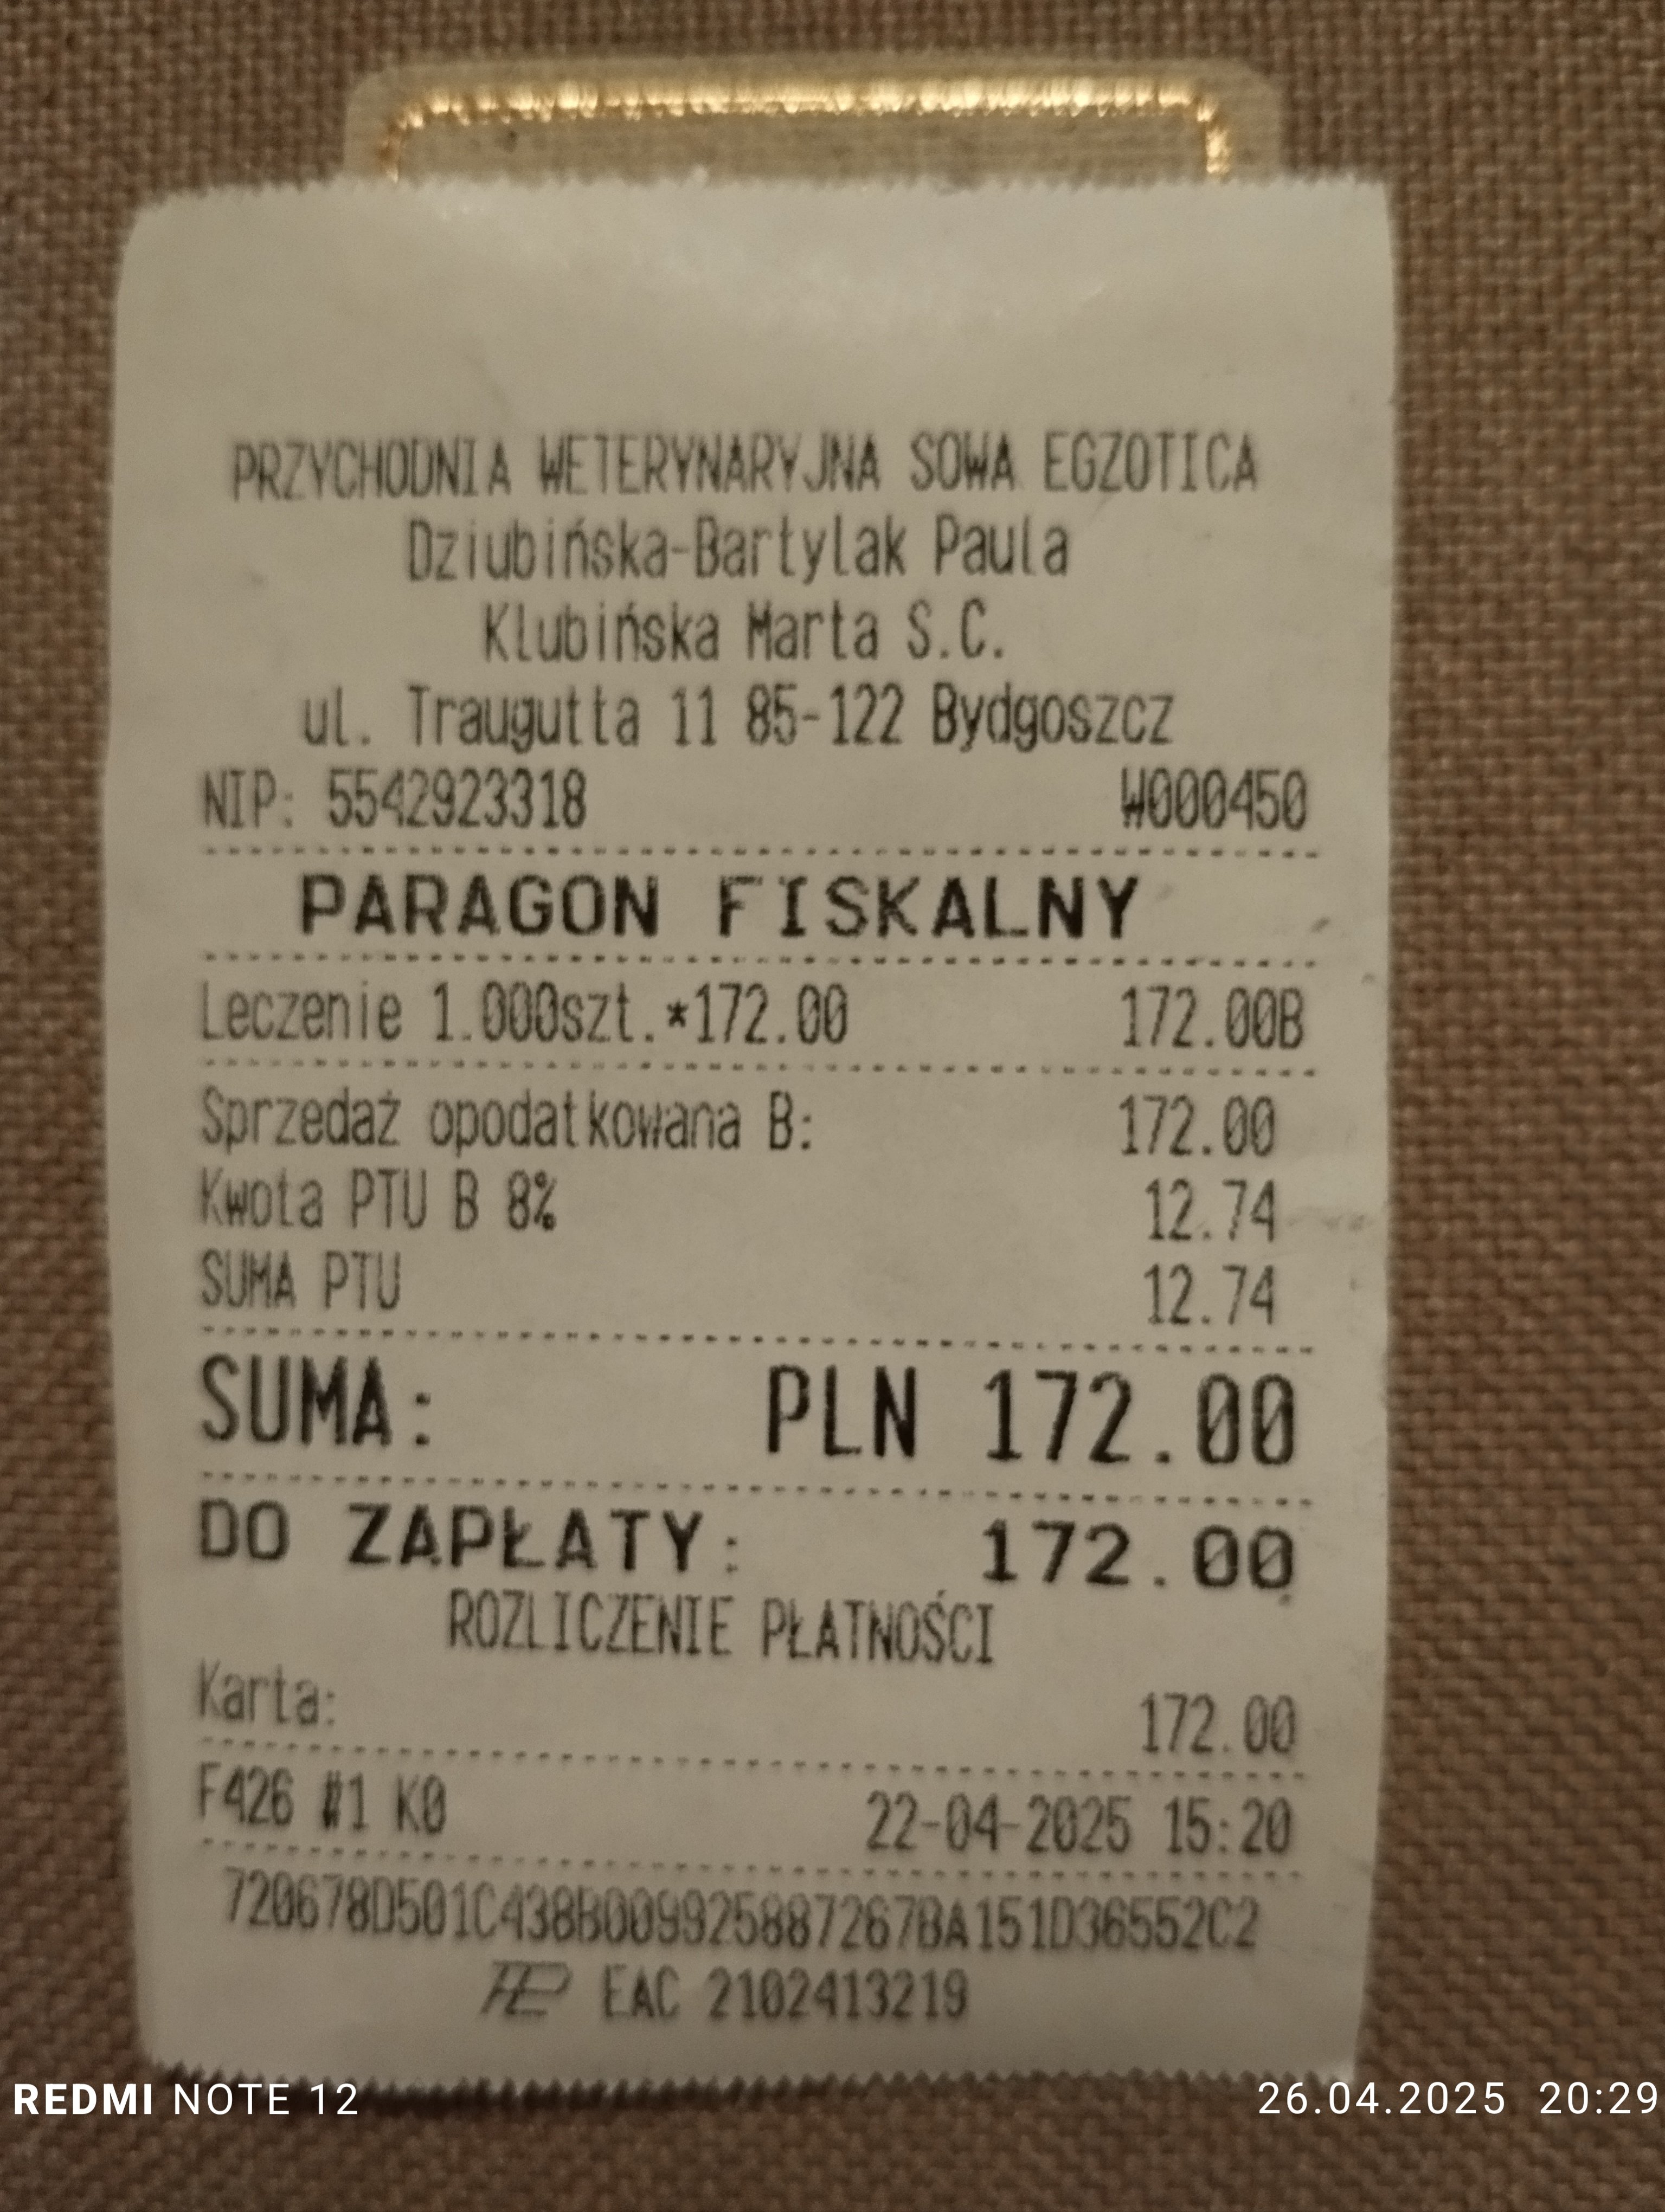 PRZYCHODNIA WETERYNARYJNA SOWA EGZOTICA
Dziubińska-Bartylak Paula
Klubińska Marta S.C.
ul. Traugutta 11 85-122 Bydgoszcz
NIP: 5542923318 W000450
PARAGON FISKALNY
Leczenie 1.000szt.*172.00 172.00B
Sprzedaż opodatkowana B: 172.00
Kwota PTU B 8% 12.74
SUMA PTU 12.74
SUMA: PLN 172.00
DO ZAPŁATY: 172.00
ROZLICZENIE PŁATNOŚCI
Karta: 172.00
F426 #1 K0 22-04-2025 15:20
720678D501C438B0099258872678A151D36552C2
EAC 2102413219
REDMI NOTE 12 26.04.2025 20:29